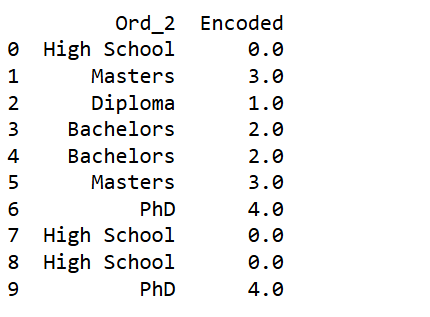 Ord_2 Encoded
0 High School 0.0
1 Masters 3.0
2 Diploma 1.0
3 Bachelors 2.0
4 Bachelors 2.0
5 Masters 3.0
6 PhD 4.0
7 High School 0.0
8 High School 0.0
9 PhD 4.0